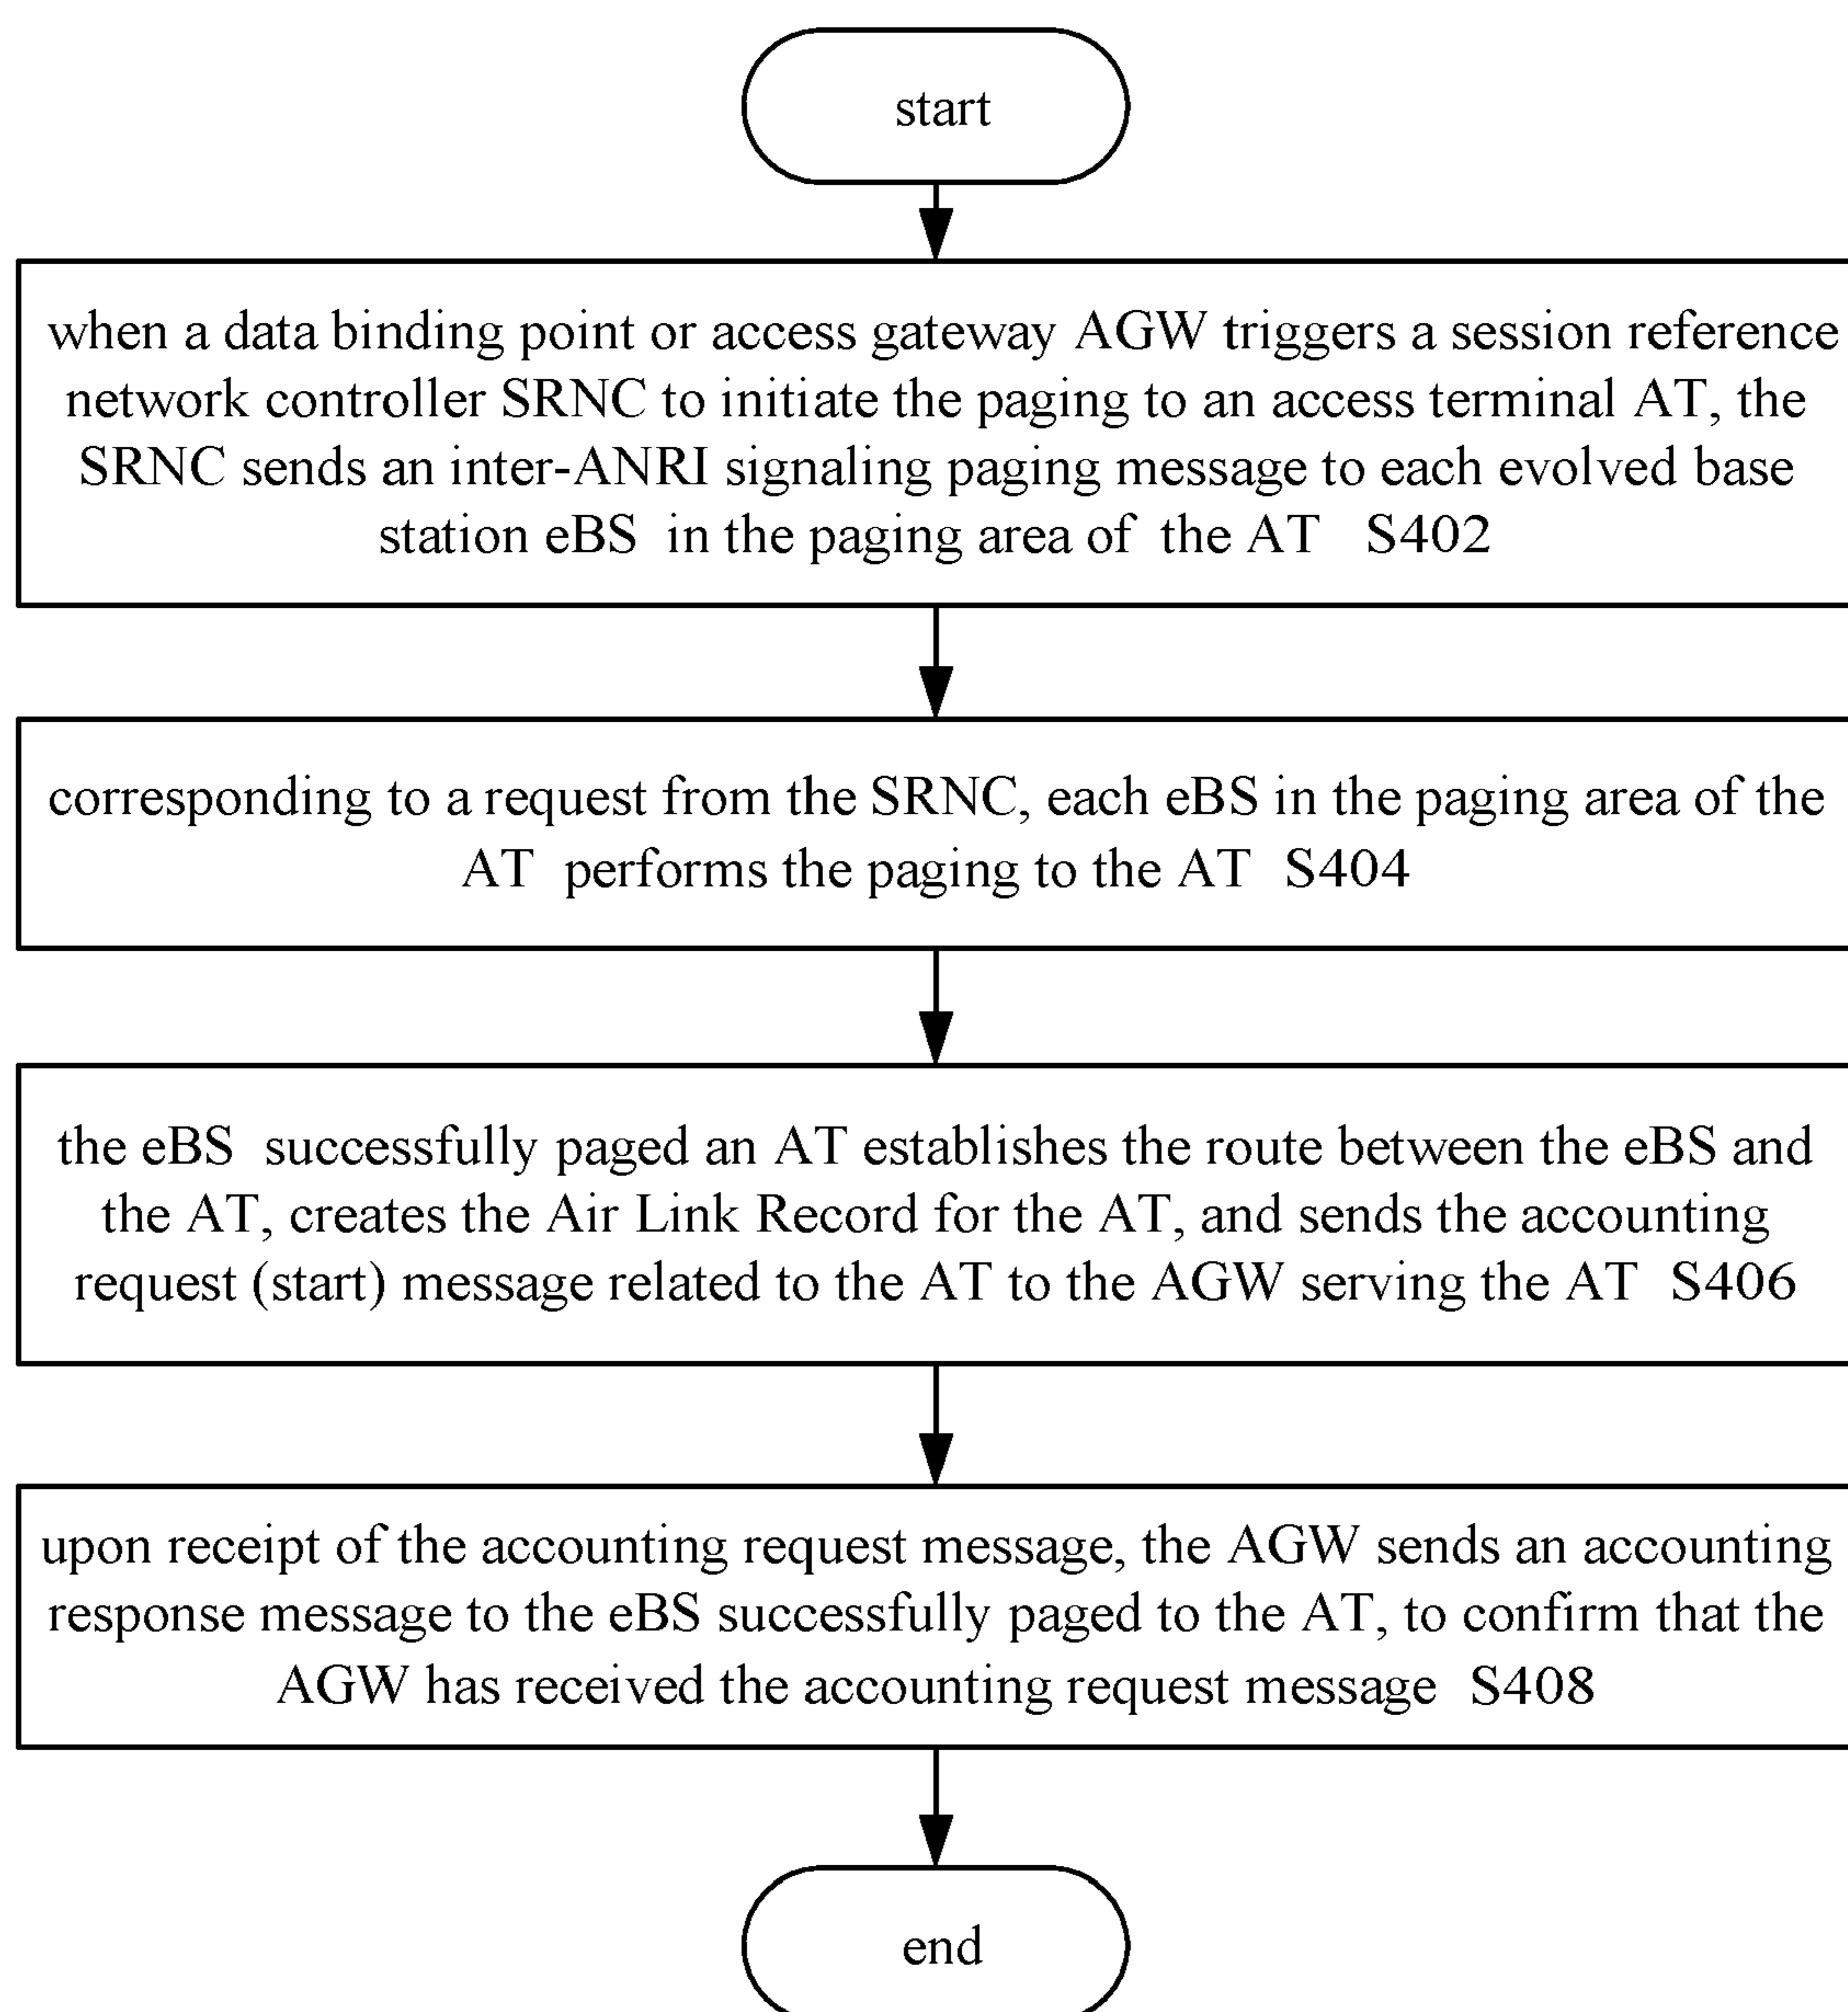 start
when a data binding point or access gateway AGW triggers a session reference
network controller SRNC to initiate the paging to an access terminal AT, the
SRNC sends an inter-ANRI signaling paging message to each evolved base
station eBS in the paging area of the AT S402
corresponding to a request from the SRNC, each eBS in the paging area of the
AT performs the paging to the AT S404
the eBS successfully paged an AT establishes the route between the eBS and
the AT, creates the Air Link Record for the AT, and sends the accounting
request (start) message related to the AT to the AGW serving the AT S406
upon receipt of the accounting request message, the AGW sends an accounting
response message to the eBS successfully paged to the AT, to confirm that the
AGW has received the accounting request message S408
end